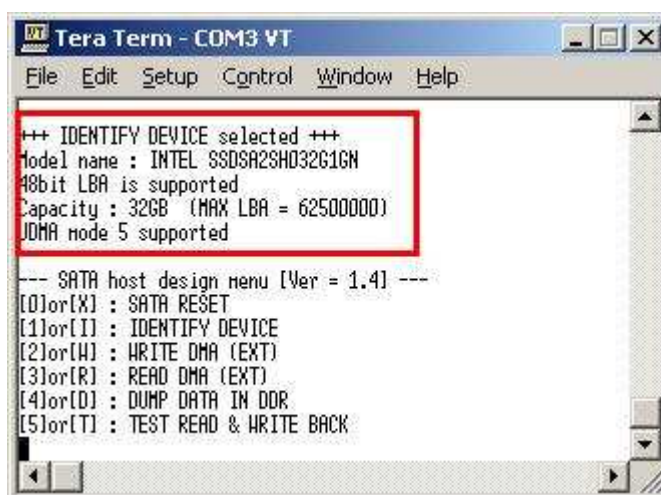 Tera Term - COM3 VT
File Edit Setup Control Window Help
+++ IDENTIFY DEVICE selected +++
Model name : INTEL SSDSA2SH032G1GN
48bit LBA is supported
Capacity : 32GB (MAX LBA = 62500000)
UDMA mode 5 supported
--- SATA host design menu [Ver = 1.4] ---
[0]or[X] : SATA RESET
[1]or[I] : IDENTIFY DEVICE
[2]or[W] : WRITE DMA (EXT)
[3]or[R] : READ DMA (EXT)
[4]or[D] : DUMP DATA IN DDR
[5]or[T] : TEST READ & WRITE BACK